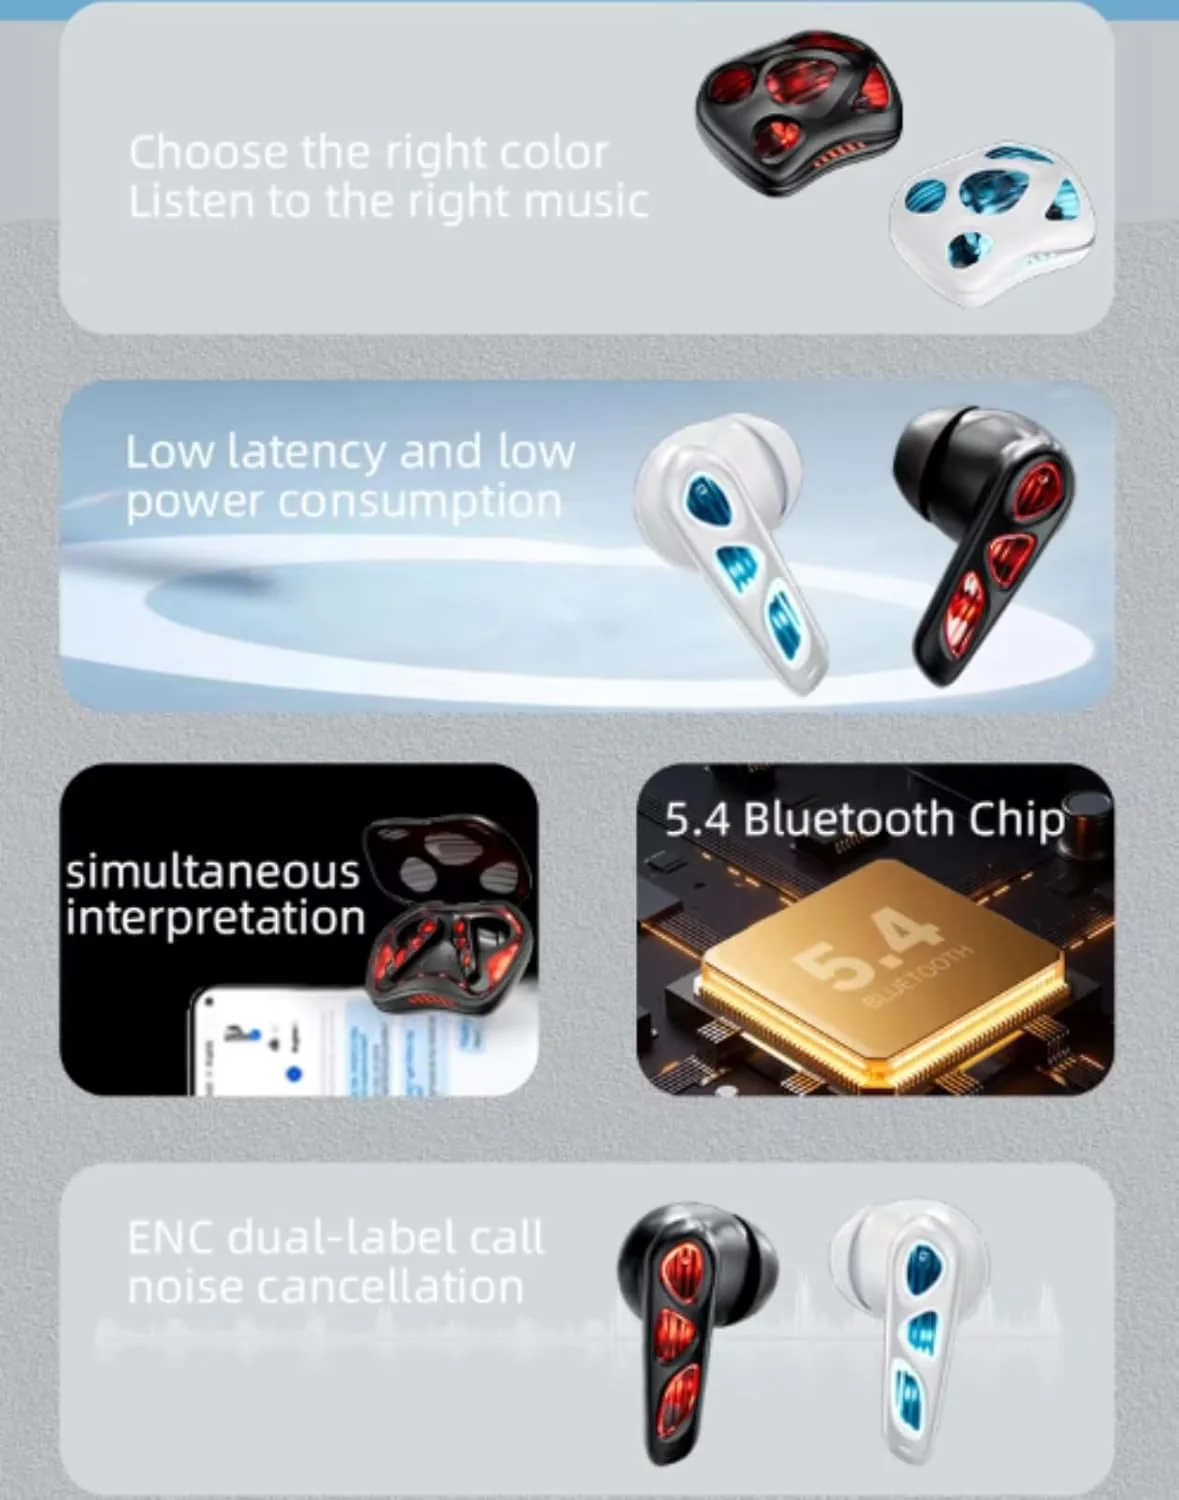 Choose the right color
Listen to the right music
Low latency and low
power consumption
simultaneous
interpretation
5.4 Bluetooth Chip
5.4
BLUETOOTH
ENC dual-label call
noise cancellation